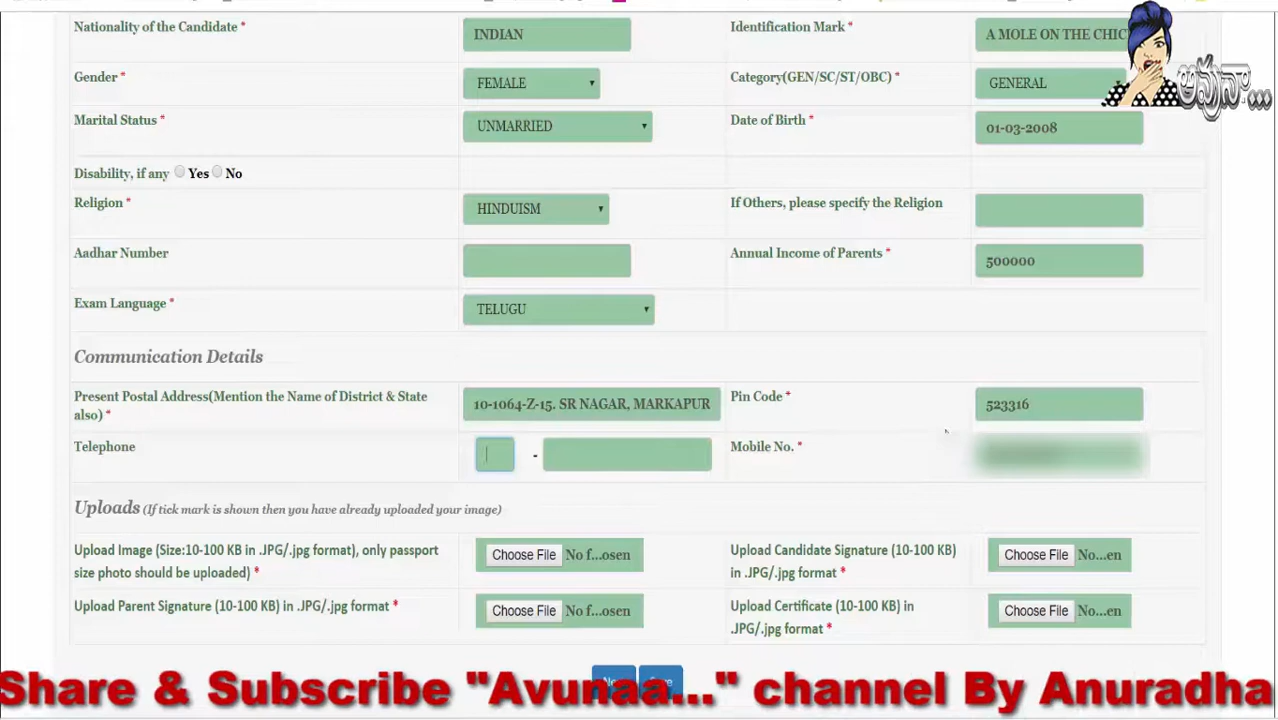 Nationality of the Candidate * INDIAN Identification Mark * A MOLE ON THE CHIC
Gender * FEMALE Category(GEN/SC/ST/OBC) * GENERAL
అవునా...
Marital Status * UNMARRIED Date of Birth * 01-03-2008
Disability, if any Yes No
Religion * HINDUISM If Others, please specify the Religion
Aadhar Number Annual Income of Parents * 500000
Exam Language * TELUGU
Communication Details
Present Postal Address(Mention the Name of District & State also) * 10-1064-Z-15. SR NAGAR, MARKAPUR Pin Code * 523316
Telephone - Mobile No. *
Uploads (If tick mark is shown then you have already uploaded your image)
Upload Image (Size:10-100 KB in .JPG/.jpg format), only passport size photo should be uploaded) * Choose File No f...osen Upload Candidate Signature (10-100 KB) in .JPG/.jpg format * Choose File No...en
Upload Parent Signature (10-100 KB) in .JPG/.jpg format * Choose File No f...osen Upload Certificate (10-100 KB) in .JPG/.jpg format * Choose File No...en
Share & Subscribe "Avunaa..." channel By Anuradha